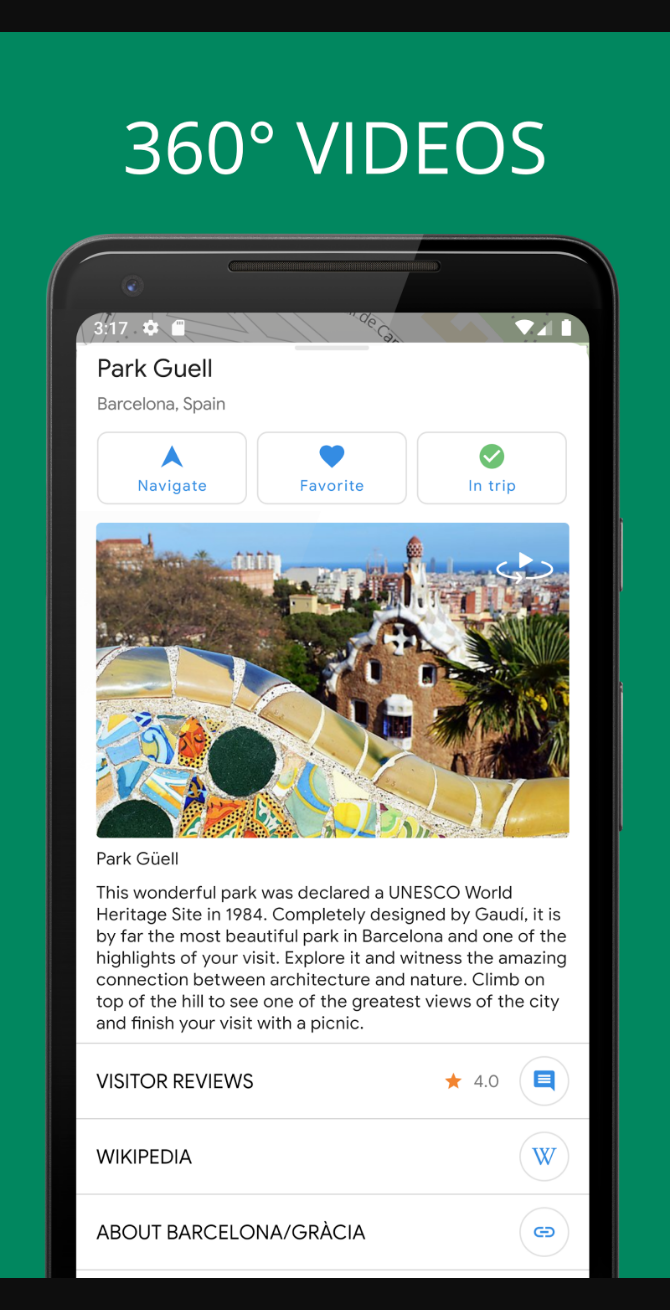 360° VIDEOS
3:17
Park Guell
Barcelona, Spain
Navigate
Favorite
In trip
Park Güell
This wonderful park was declared a UNESCO World
Heritage Site in 1984. Completely designed by Gaudí, it is
by far the most beautiful park in Barcelona and one of the
highlights of your visit. Explore it and witness the amazing
connection between architecture and nature. Climb on
top of the hill to see one of the greatest views of the city
and finish your visit with a picnic.
VISITOR REVIEWS 4.0
WIKIPEDIA W
ABOUT BARCELONA/GRÀCIA